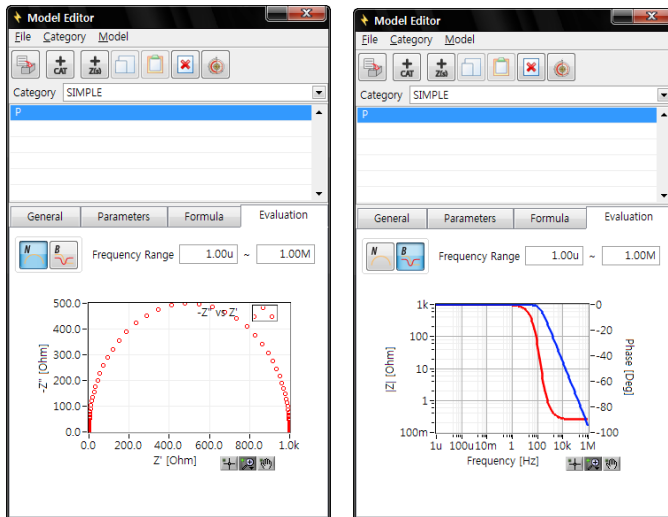 Model Editor
File Category Model
+ CAT
+ Z(s)
Category SIMPLE
P
General Parameters Formula Evaluation
N B Frequency Range 1.00u ~ 1.00M
-Z" vs Z'
500.0
400.0
300.0
200.0
100.0
0.0
-Z" [Ohm]
0.0 200.0 400.0 600.0 800.0 1.0k
Z' [Ohm]
Model Editor
File Category Model
+ CAT
+ Z(s)
Category SIMPLE
P
General Parameters Formula Evaluation
N B Frequency Range 1.00u ~ 1.00M
1k
100
10
1
100m
|Z| [Ohm]
0
-20
-40
-60
-80
-100
Phase [Deg]
1u 100u 10m 1 100 10k 1M
Frequency [Hz]